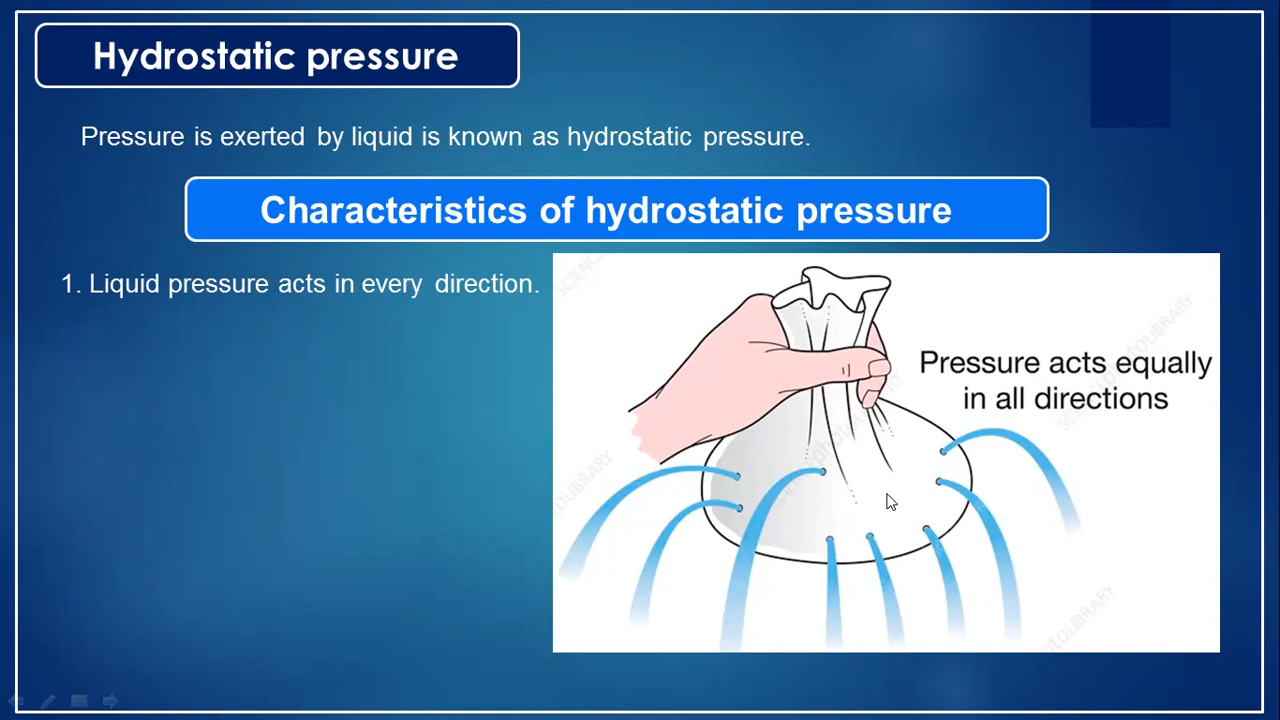 Hydrostatic pressure
Pressure is exerted by liquid is known as hydrostatic pressure.
Characteristics of hydrostatic pressure
1. Liquid pressure acts in every direction.
Pressure acts equally
in all directions